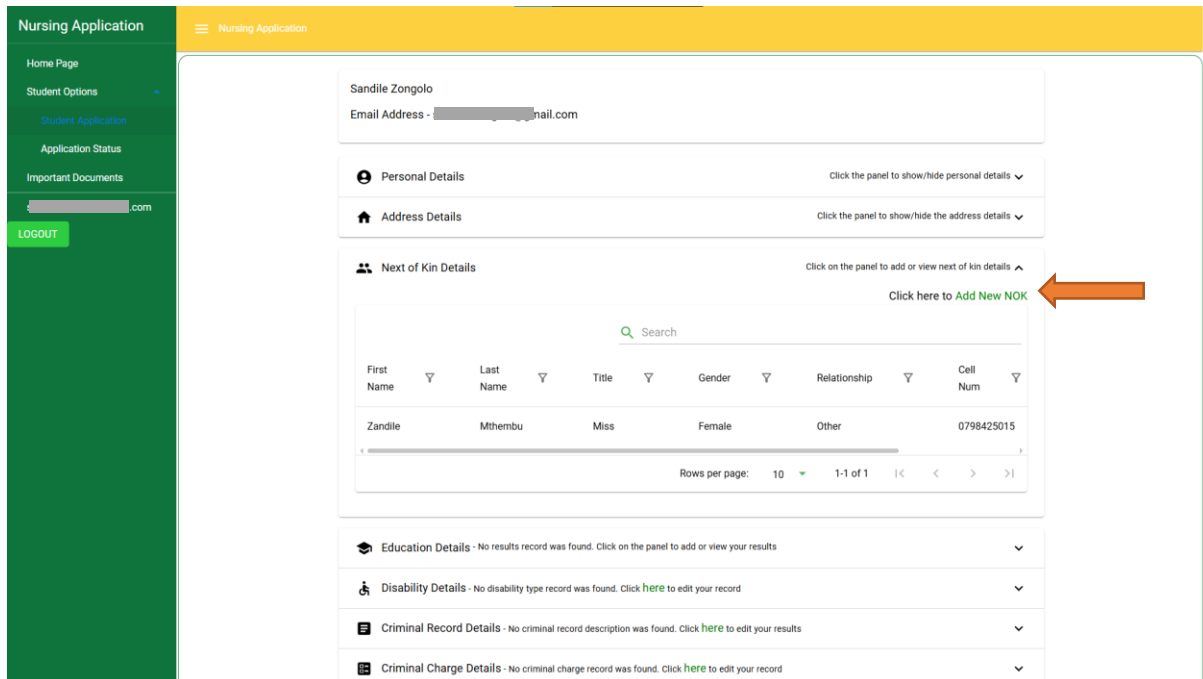 Nursing Application
Nursing Application
Home Page
Student Options
Student Application
Application Status
Important Documents
.com
LOGOUT
Sandile Zongolo
Email Address - mail.com
Personal Details Click the panel to show/hide personal details
Address Details Click the panel to show/hide the address details
Next of Kin Details Click on the panel to add or view next of kin details
Click here to Add New NOK
Search
First Name Last Name Title Gender Relationship Cell Num
Zandile Mthembu Miss Female Other 0798425015
Rows per page: 10 1-1 of 1
Education Details - No results record was found. Click on the panel to add or view your results
Disability Details - No disability type record was found. Click here to edit your record
Criminal Record Details - No criminal record description was found. Click here to edit your results
Criminal Charge Details - No criminal charge record was found. Click here to edit your record